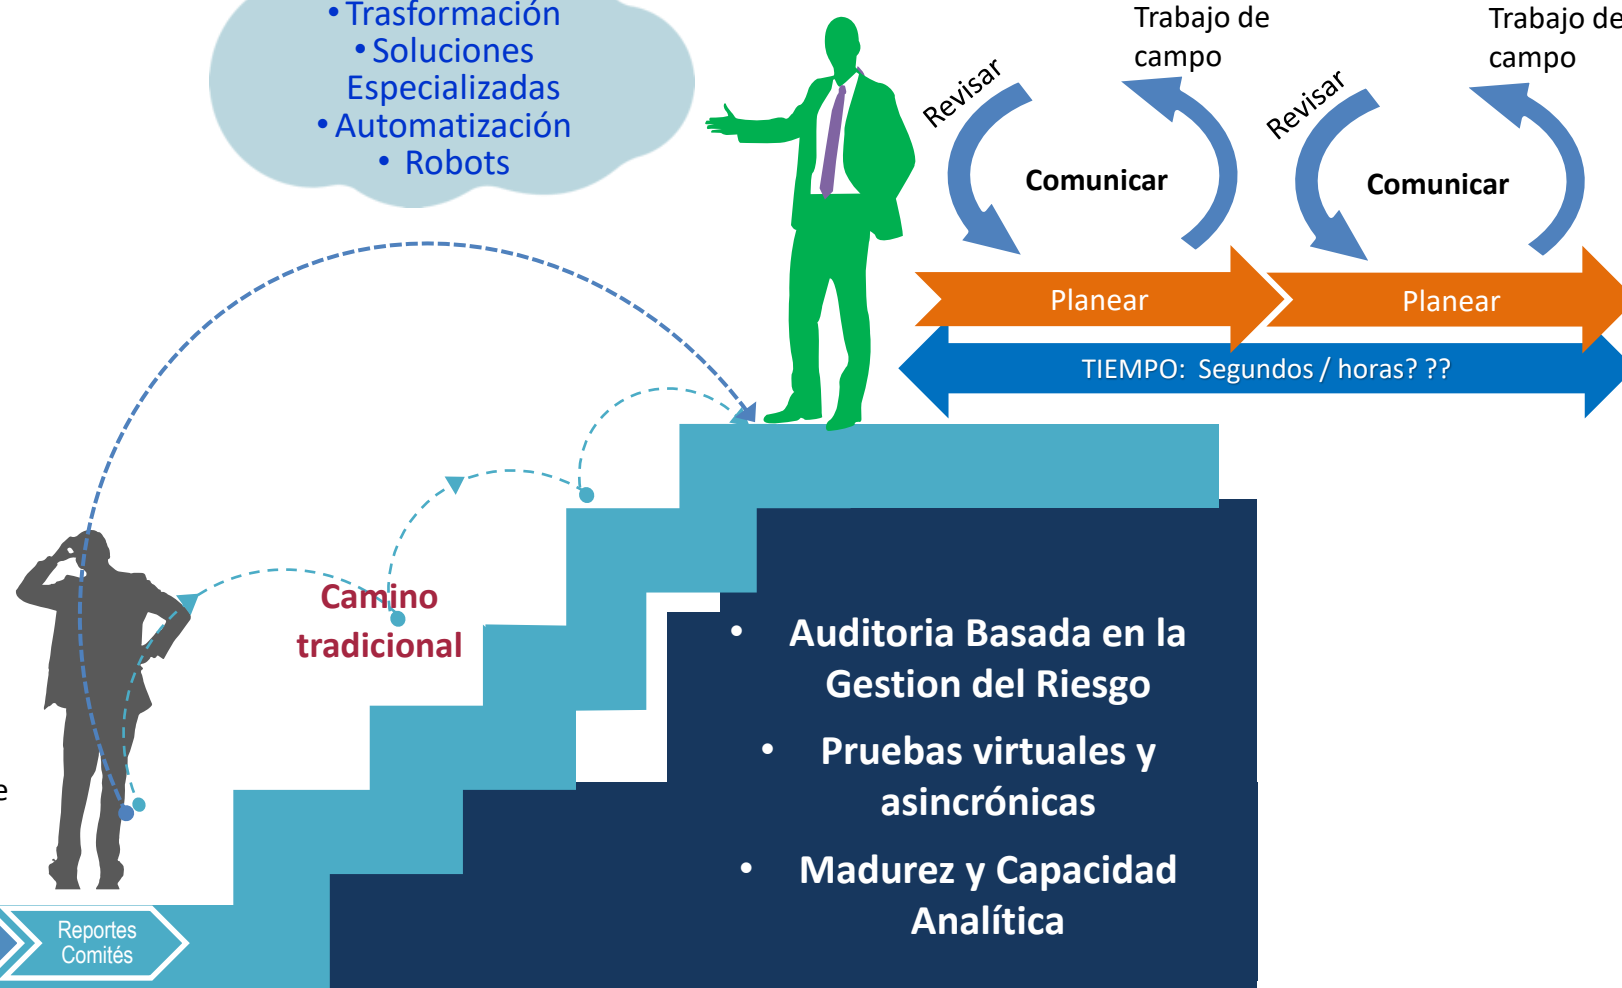 • Trasformación
• Soluciones
Especializadas
• Automatización
• Robots
Trabajo de
campo
Revisar
Comunicar
Planear
Trabajo de
campo
Revisar
Comunicar
Planear
TIEMPO: Segundos / horas? ??
Camino
tradicional
• Auditoria Basada en la
Gestion del Riesgo
• Pruebas virtuales y
asincrónicas
• Madurez y Capacidad
Analítica
e
Reportes
Comités